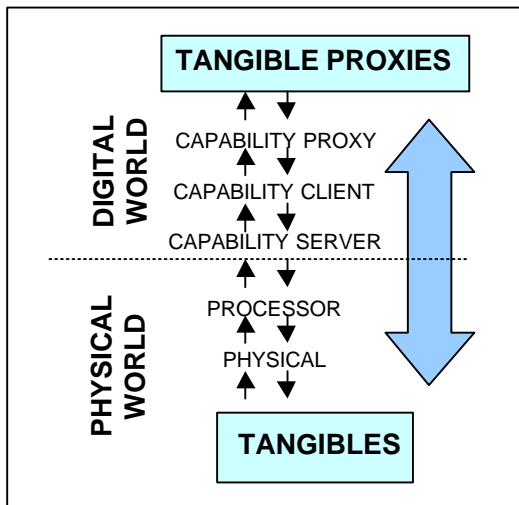 TANGIBLE PROXIES
DIGITAL
WORLD
CAPABILITY PROXY
CAPABILITY CLIENT
CAPABILITY SERVER
PHYSICAL
WORLD
PROCESSOR
PHYSICAL
TANGIBLES